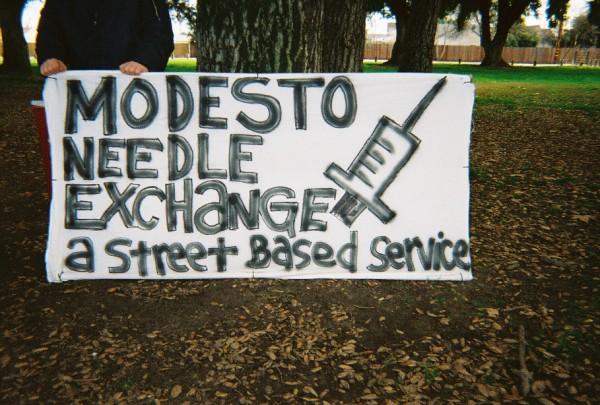 MODESTO
NEEDLE
EXCHaNGE
a street Based service